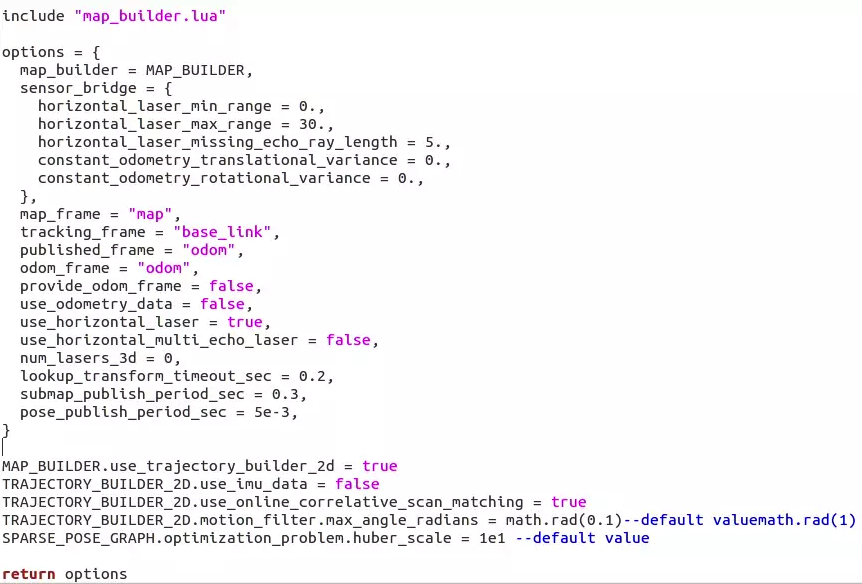 include "map_builder.lua"
options = {
  map_builder = MAP_BUILDER,
  sensor_bridge = {
    horizontal_laser_min_range = 0.,
    horizontal_laser_max_range = 30.,
    horizontal_laser_missing_echo_ray_length = 5.,
    constant_odometry_translational_variance = 0.,
    constant_odometry_rotational_variance = 0.,
  },
  map_frame = "map",
  tracking_frame = "base_link",
  published_frame = "odom",
  odom_frame = "odom",
  provide_odom_frame = false,
  use_odometry_data = false,
  use_horizontal_laser = true,
  use_horizontal_multi_echo_laser = false,
  num_lasers_3d = 0,
  lookup_transform_timeout_sec = 0.2,
  submap_publish_period_sec = 0.3,
  pose_publish_period_sec = 5e-3,
}
MAP_BUILDER.use_trajectory_builder_2d = true
TRAJECTORY_BUILDER_2D.use_imu_data = false
TRAJECTORY_BUILDER_2D.use_online_correlative_scan_matching = true
TRAJECTORY_BUILDER_2D.motion_filter.max_angle_radians = math.rad(0.1)--default valuemath.rad(1)
SPARSE_POSE_GRAPH.optimization_problem.huber_scale = 1e1 --default value
return options